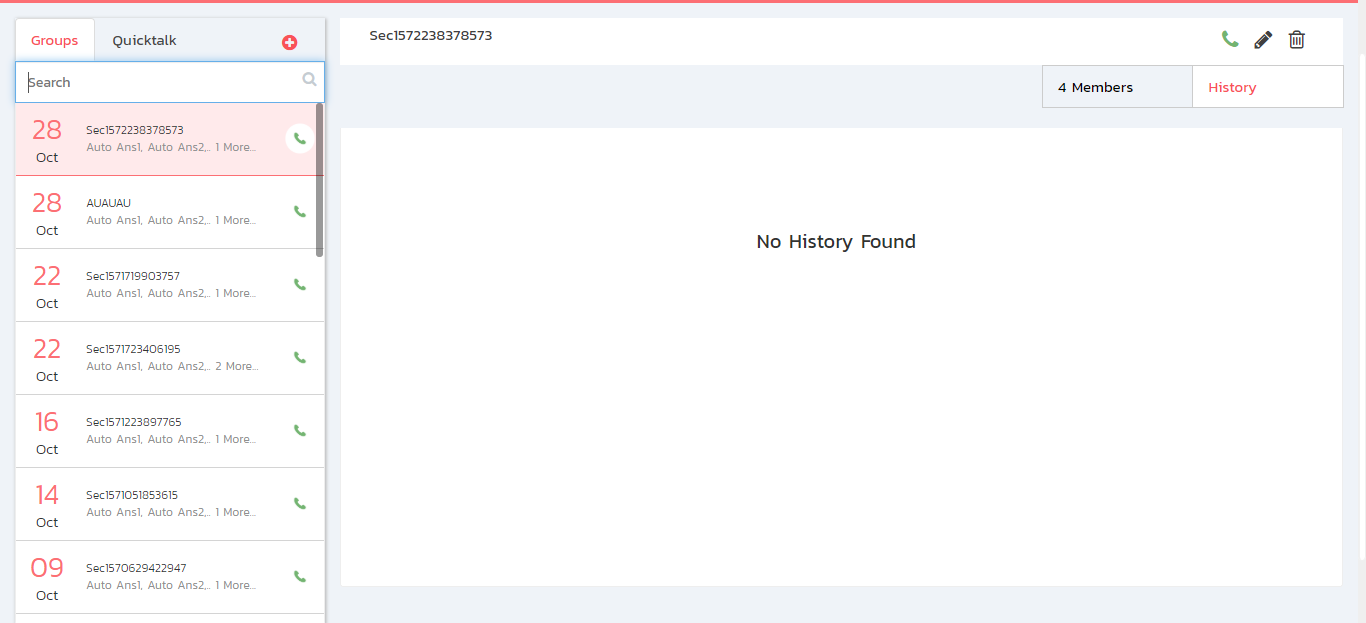 Groups Quicktalk
Search
28 Oct
Sec1572238378573
Auto Ans1, Auto Ans2,.. 1 More...
28 Oct
AUAUAU
Auto Ans1, Auto Ans2,.. 1 More...
22 Oct
Sec1571719903757
Auto Ans1, Auto Ans2,.. 1 More...
22 Oct
Sec1571723406195
Auto Ans1, Auto Ans2,.. 2 More...
16 Oct
Sec1571223897765
Auto Ans1, Auto Ans2,.. 1 More...
14 Oct
Sec1571051853615
Auto Ans1, Auto Ans2,.. 1 More...
09 Oct
Sec1570629422947
Auto Ans1, Auto Ans2,.. 1 More...
Sec1572238378573
4 Members History
No History Found